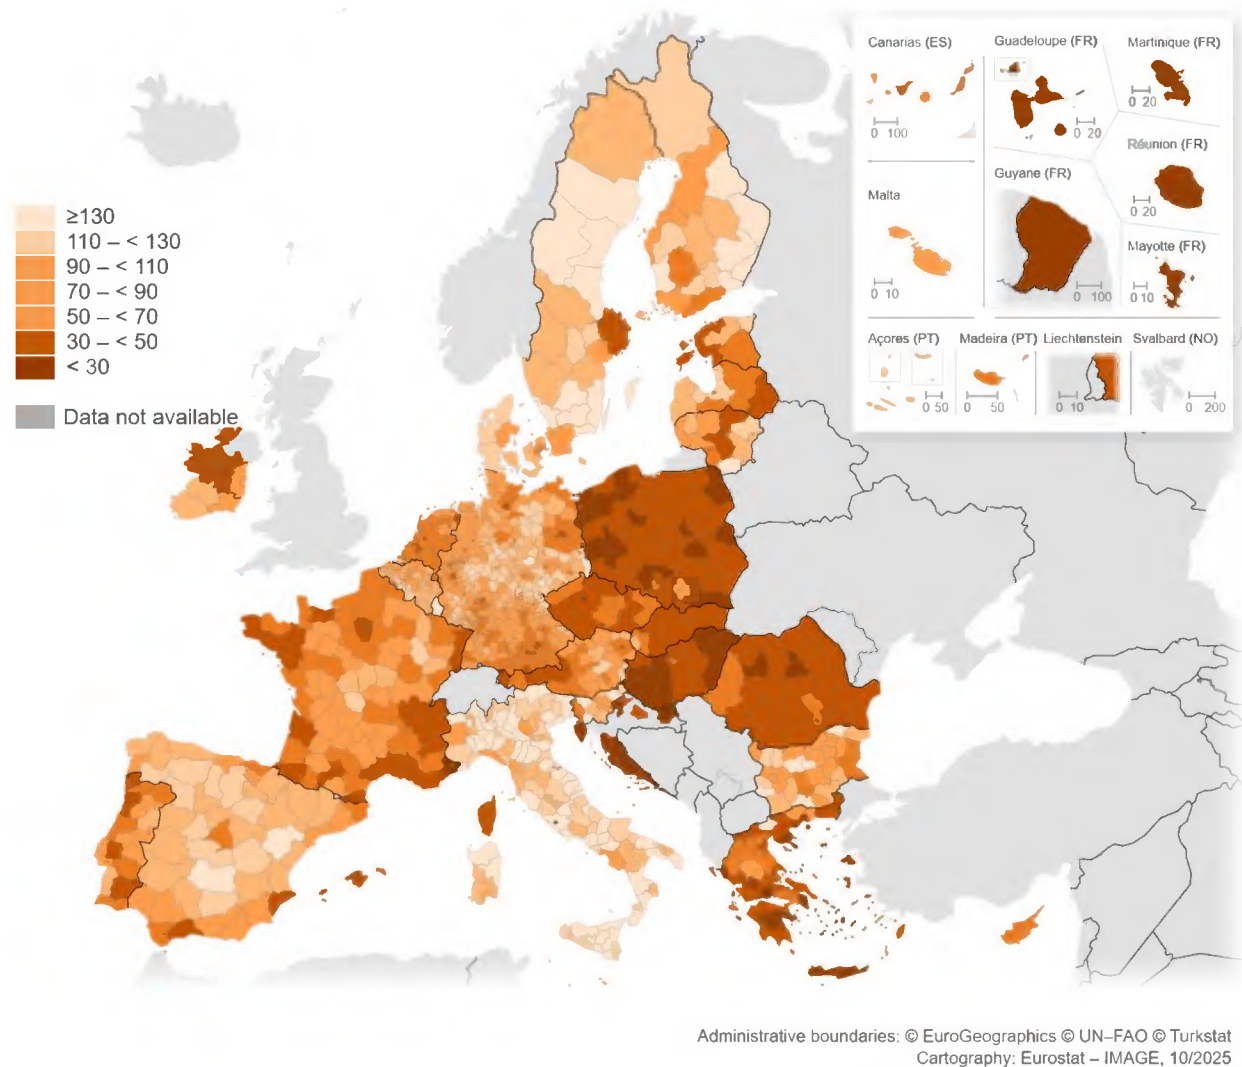 Canarias (ES)
0 100
Guadeloupe (FR)
0 20
Martinique (FR)
0 20
Réunion (FR)
0 20
Malta
0 10
Guyane (FR)
0 100
Mayotte (FR)
0 10
Açores (PT)
0 50
Madeira (PT)
0 50
Liechtenstein
0 10
Svalbard (NO)
0 200
≥130
110 – < 130
90 – < 110
70 – < 90
50 – < 70
30 – < 50
< 30
Data not available
Administrative boundaries: © EuroGeographics © UN–FAO © Turkstat
Cartography: Eurostat – IMAGE, 10/2025